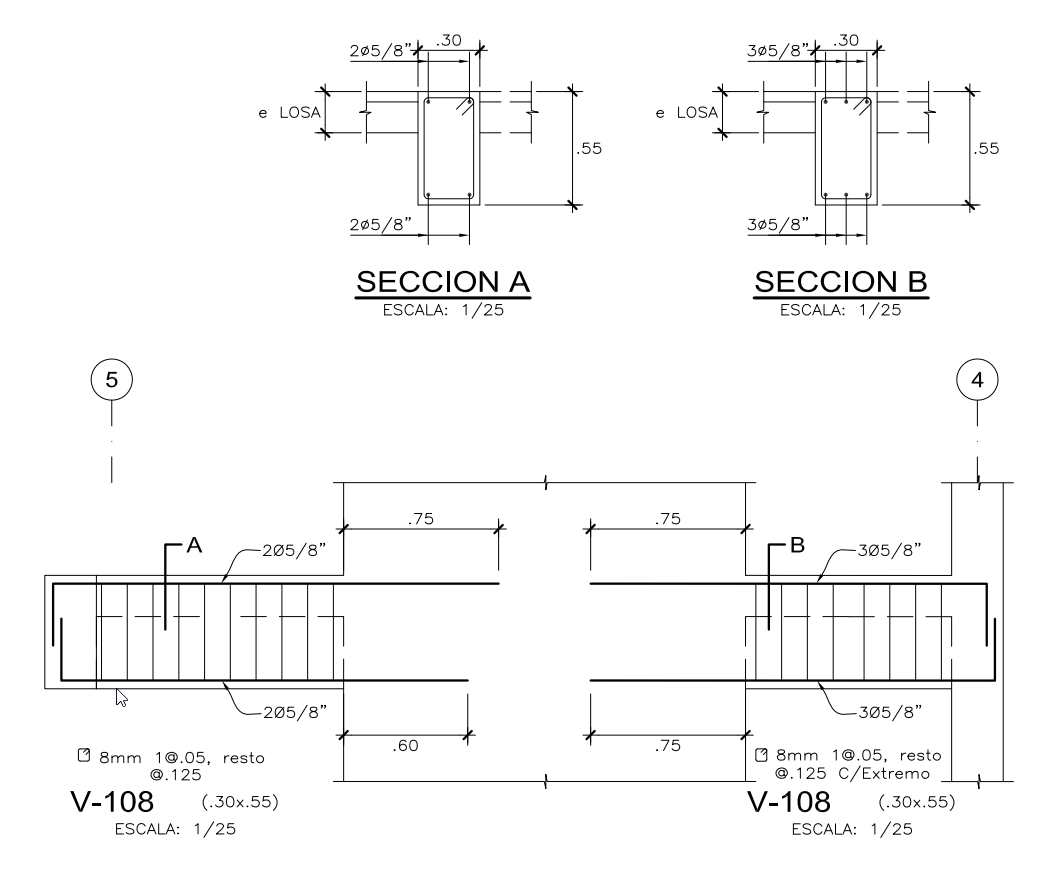 2ø5/8"
.30
e LOSA
.55
2ø5/8"
SECCION A
ESCALA: 1/25
3ø5/8"
.30
e LOSA
.55
3ø5/8"
SECCION B
ESCALA: 1/25
5
4
.75
.75
A
2Ø5/8"
B
3Ø5/8"
2Ø5/8"
3Ø5/8"
.60
.75
8mm 1@.05, resto
@.125
V-108 (.30x.55)
ESCALA: 1/25
8mm 1@.05, resto
@.125 C/Extremo
V-108 (.30x.55)
ESCALA: 1/25